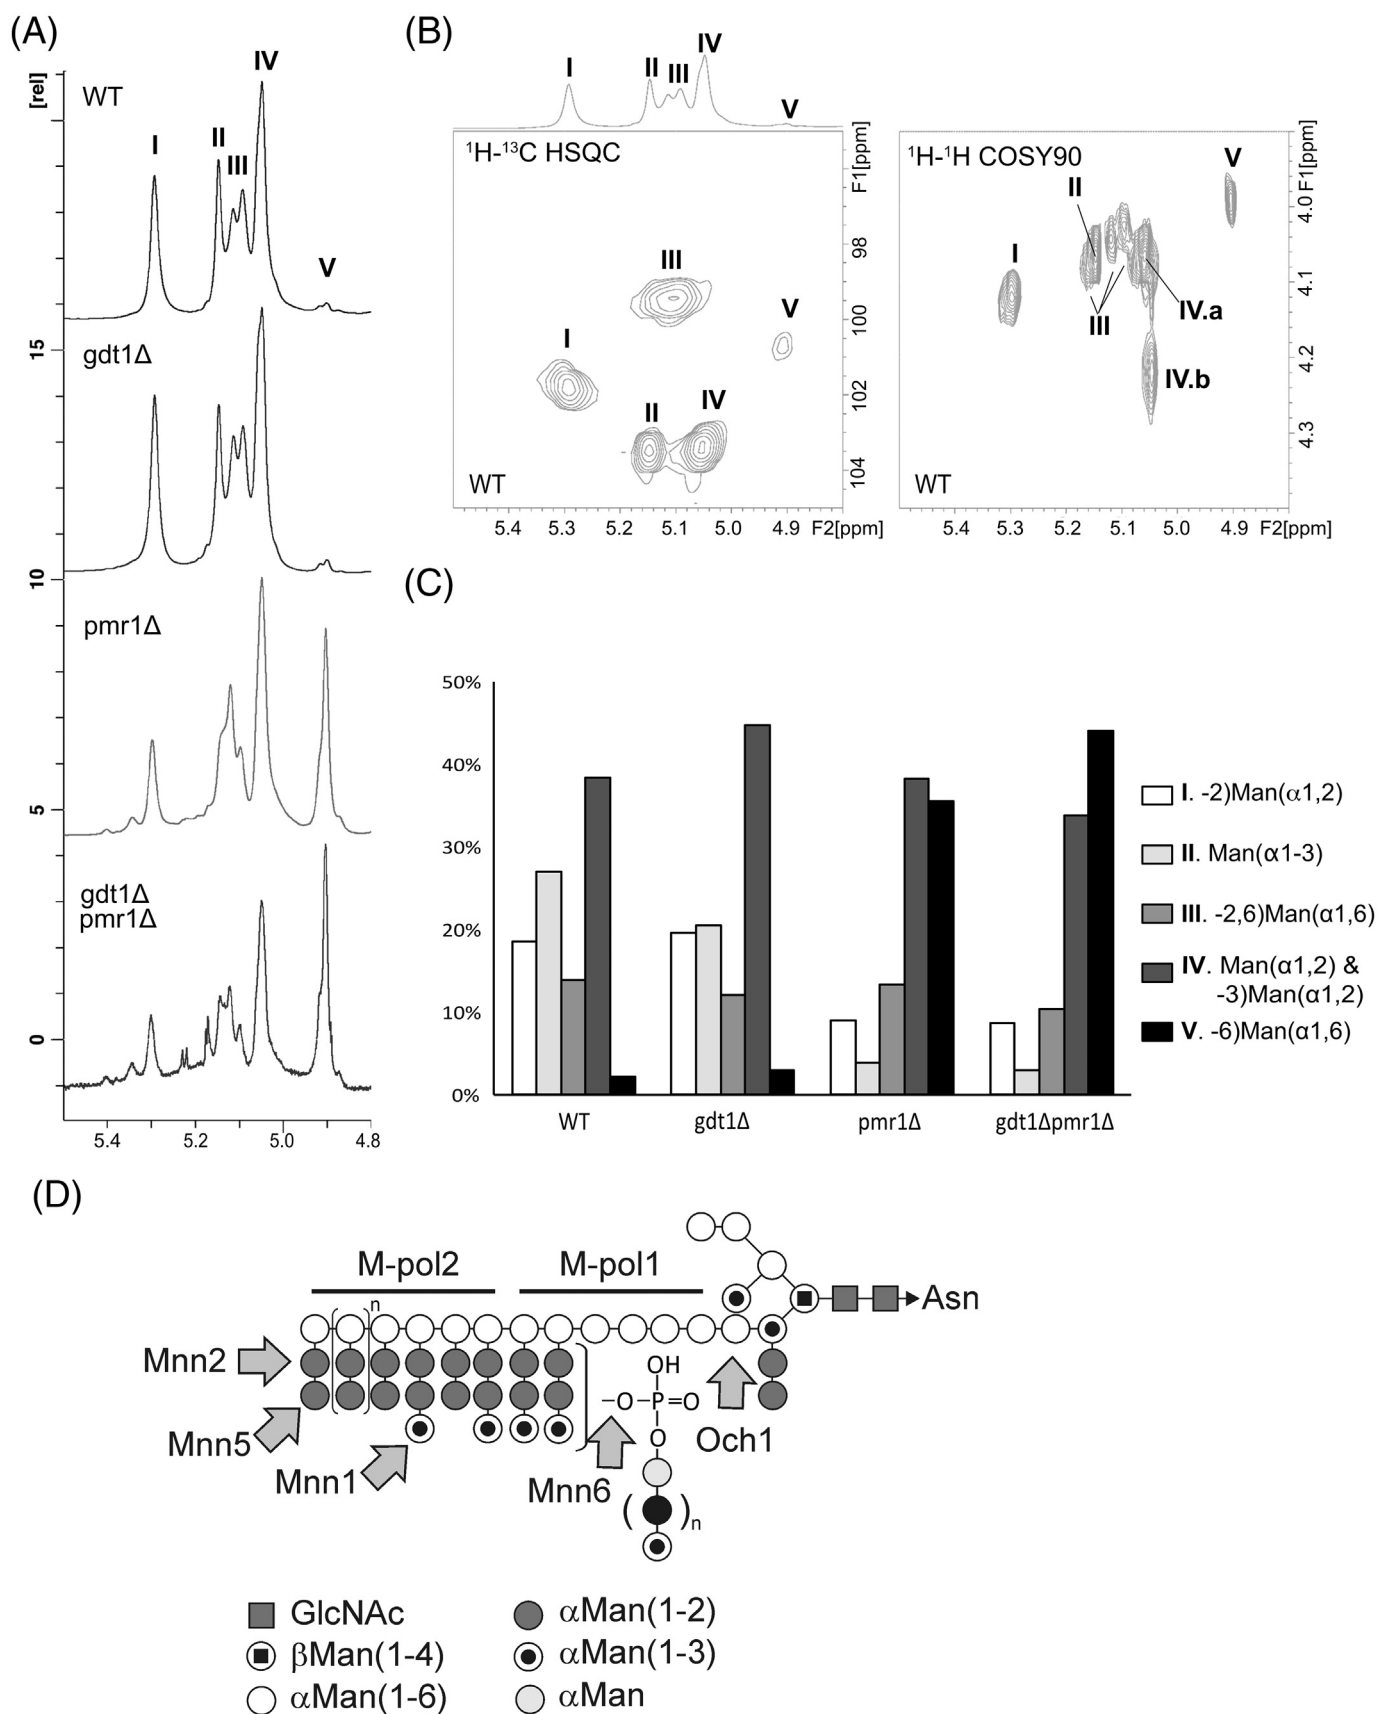 (A)
[rel]
WT
I
II
III
IV
V
15
gdt1Δ
10
pmr1Δ
5
gdt1Δ
pmr1Δ
0
5.4
5.2
5.0
4.8
(B)
I
II
III
IV
V
¹H-¹³C HSQC
III
V
I
II
IV
WT
F1[ppm]
98
100
102
104
5.4
5.3
5.2
5.1
5.0
4.9
F2[ppm]
¹H-¹H COSY90
V
II
I
III
IV.a
IV.b
WT
F1[ppm]
4.0
4.1
4.2
4.3
5.4
5.3
5.2
5.1
5.0
4.9
F2[ppm]
(C)
50%
40%
30%
20%
10%
0%
WT
gdt1Δ
pmr1Δ
gdt1Δpmr1Δ
I. -2)Man(α1,2)
II. Man(α1-3)
III. -2,6)Man(α1,6)
IV. Man(α1,2) &
-3)Man(α1,2)
V. -6)Man(α1,6)
(D)
M-pol2
M-pol1
n
Asn
Mnn2
Mnn5
Mnn1
Mnn6
Och1
OH
−O−P=O
O
( )n
GlcNAc
βMan(1-4)
αMan(1-6)
αMan(1-2)
αMan(1-3)
αMan